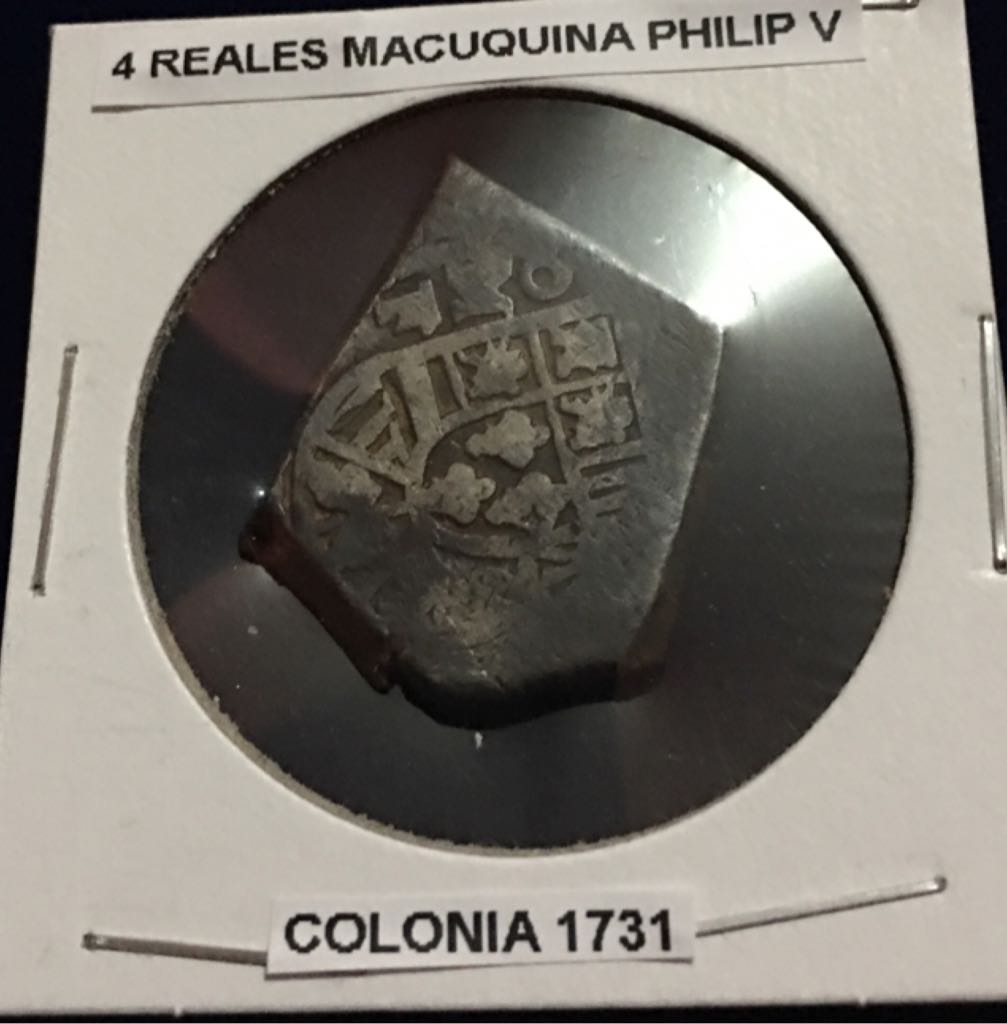 4 REALES MACUQUINA PHILIP V
COLONIA 1731